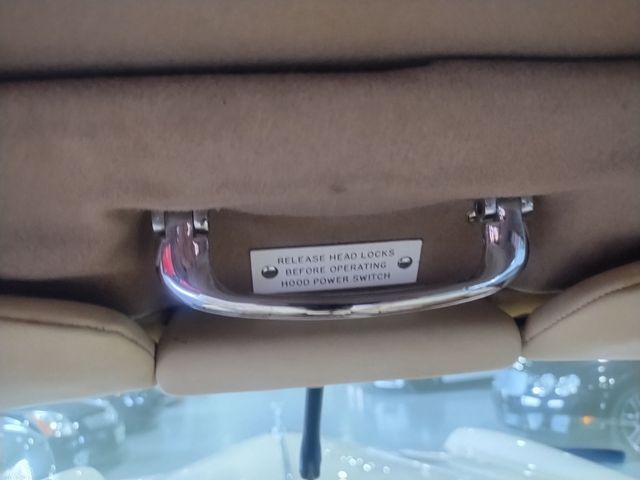 RELEASE HEAD LOCKS
BEFORE OPERATING
HOOD POWER SWITCH